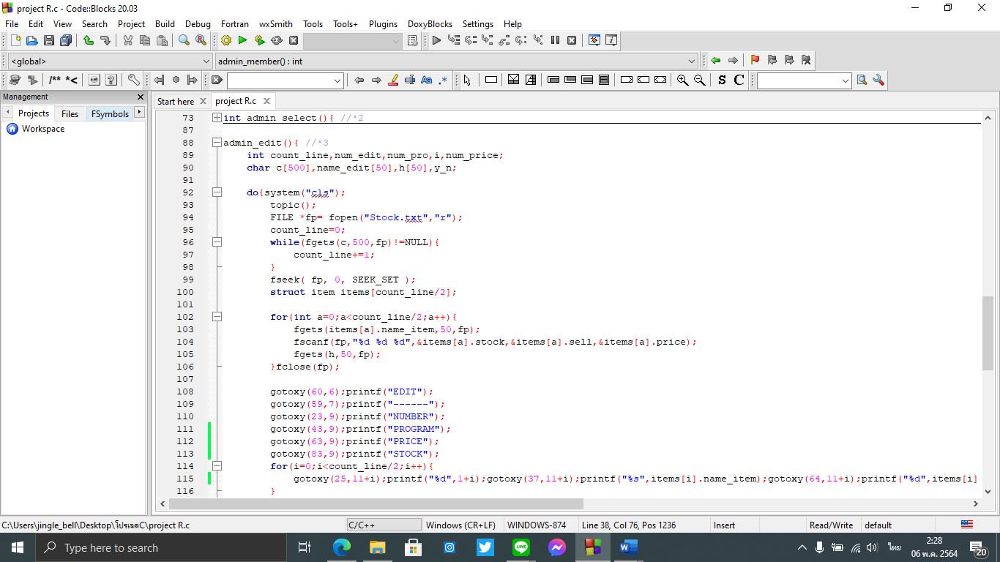 project R.c - Code::Blocks 20.03
File Edit View Search Project Build Debug Fortran wxSmith Tools Tools+ Plugins DoxyBlocks Settings Help
<global> admin_member() : int
/** *< Aa .* S C
Management
Start here project R.c
Projects Files FSymbols
Workspace
73 int admin_select(){ //*2
87
88 admin_edit(){ //*3
89 int count_line,num_edit,num_pro,i,num_price;
90 char c[500],name_edit[50],h[50],y_n;
91
92 do{system("cls");
93 topic();
94 FILE *fp= fopen("Stock.txt","r");
95 count_line=0;
96 while(fgets(c,500,fp)!=NULL){
97 count_line+=1;
98 }
99 fseek( fp, 0, SEEK_SET );
100 struct item items[count_line/2];
101
102 for(int a=0;a<count_line/2;a++){
103 fgets(items[a].name_item,50,fp);
104 fscanf(fp,"%d %d %d",&items[a].stock,&items[a].sell,&items[a].price);
105 fgets(h,50,fp);
106 }fclose(fp);
107
108 gotoxy(60,6);printf("EDIT");
109 gotoxy(59,7);printf("------");
110 gotoxy(23,9);printf("NUMBER");
111 gotoxy(43,9);printf("PROGRAM");
112 gotoxy(63,9);printf("PRICE");
113 gotoxy(83,9);printf("STOCK");
114 for(i=0;i<count_line/2;i++){
115 gotoxy(25,11+i);printf("%d",1+i);gotoxy(37,11+i);printf("%s",items[i].name_item);gotoxy(64,11+i);printf("%d",items[i]
116 }
C:\Users\jingle_bell\Desktop\โปรเจคC\project R.c C/C++ Windows (CR+LF) WINDOWS-874 Line 38, Col 76, Pos 1236 Insert Read/Write default
Type here to search
LINE
W
ไทย
2:28
06 พ.ค. 2564
20